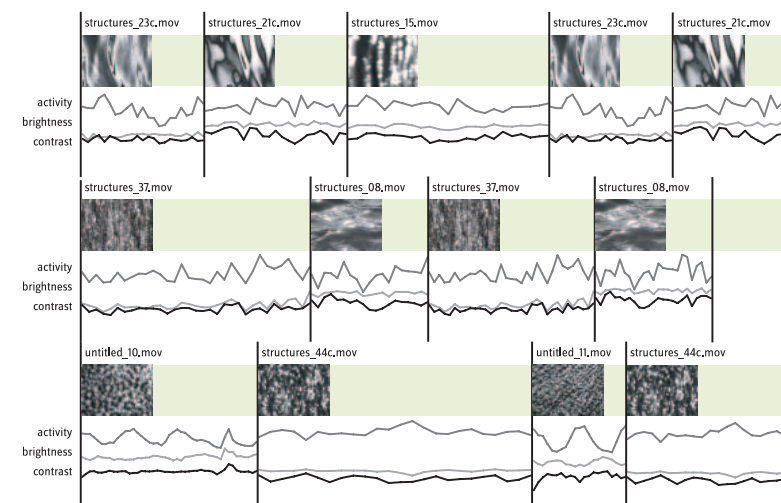 structures_23c.mov structures_21c.mov structures_15.mov structures_23c.mov structures_21c.mov
activity
brightness
contrast
structures_37.mov structures_08.mov structures_37.mov structures_08.mov
activity
brightness
contrast
untitled_10.mov structures_44c.mov untitled_11.mov structures_44c.mov
activity
brightness
contrast